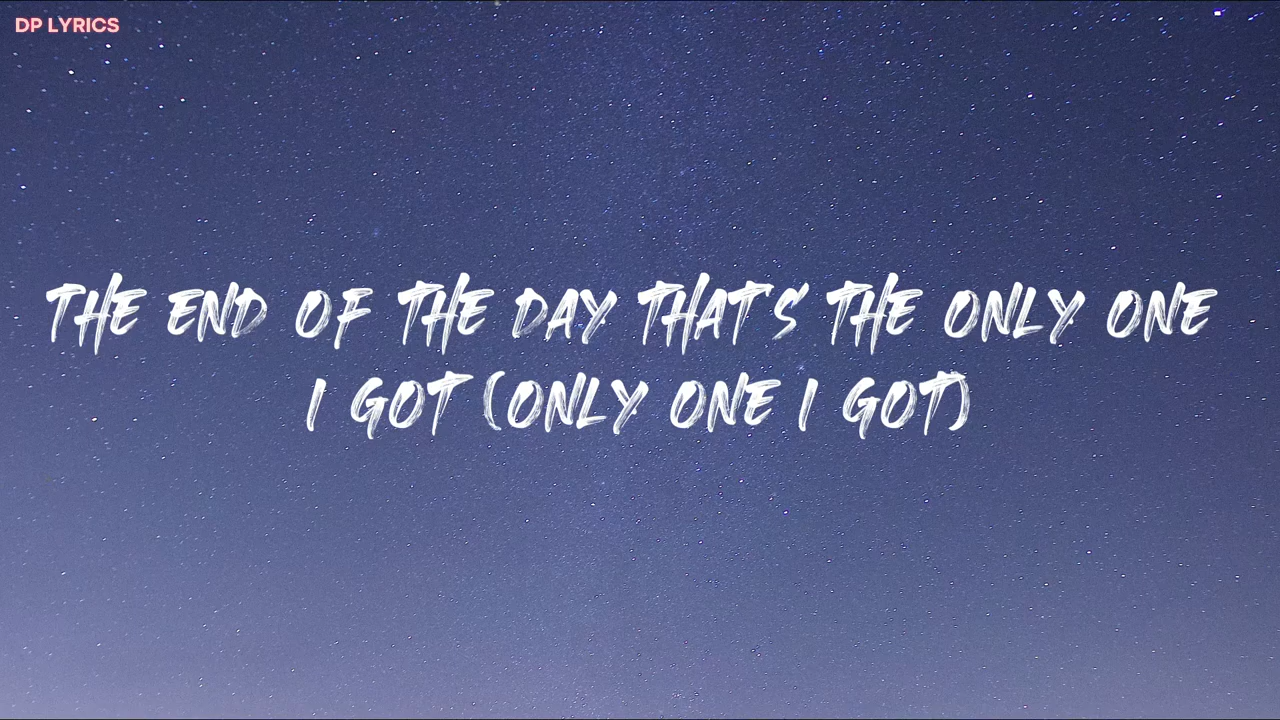 DP LYRICS
THE END OF THE DAY THAT'S THE ONLY ONE
I GOT (ONLY ONE I GOT)